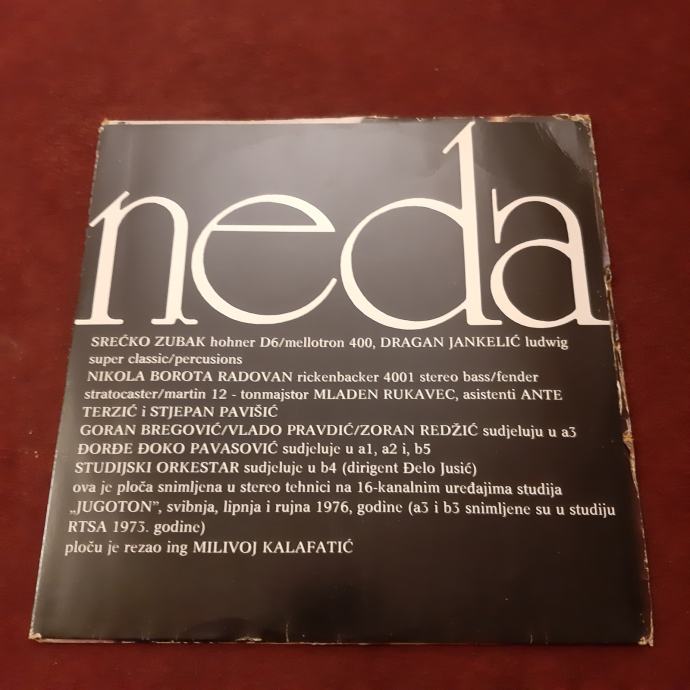 neda
SREĆKO ZUBAK hohner D6/mellotron 400, DRAGAN JANKELIĆ ludwig
super classic/percusions
NIKOLA BOROTA RADOVAN rickenbacker 4001 stereo bass/fender
stratocaster/martin 12 - tonmajstor MLADEN RUKAVEC, asistenti ANTE
TERZIĆ i STJEPAN PAVIŠIĆ
GORAN BREGOVIĆ/VLADO PRAVDIĆ/ZORAN REDŽIĆ sudjeluju u a3
ĐORĐE ĐOKO PAVASOVIĆ sudjeluje u a1, a2 i, b5
STUDIJSKI ORKESTAR sudjeluje u b4 (dirigent Đelo Jusić)
ova je ploča snimljena u stereo tehnici na 16-kanalnim uređajima studija
„JUGOTON”, svibnja, lipnja i rujna 1976, godine (a3 i b3 snimljene su u studiju
RTSA 1973. godine)
ploču je rezao ing MILIVOJ KALAFATIĆ